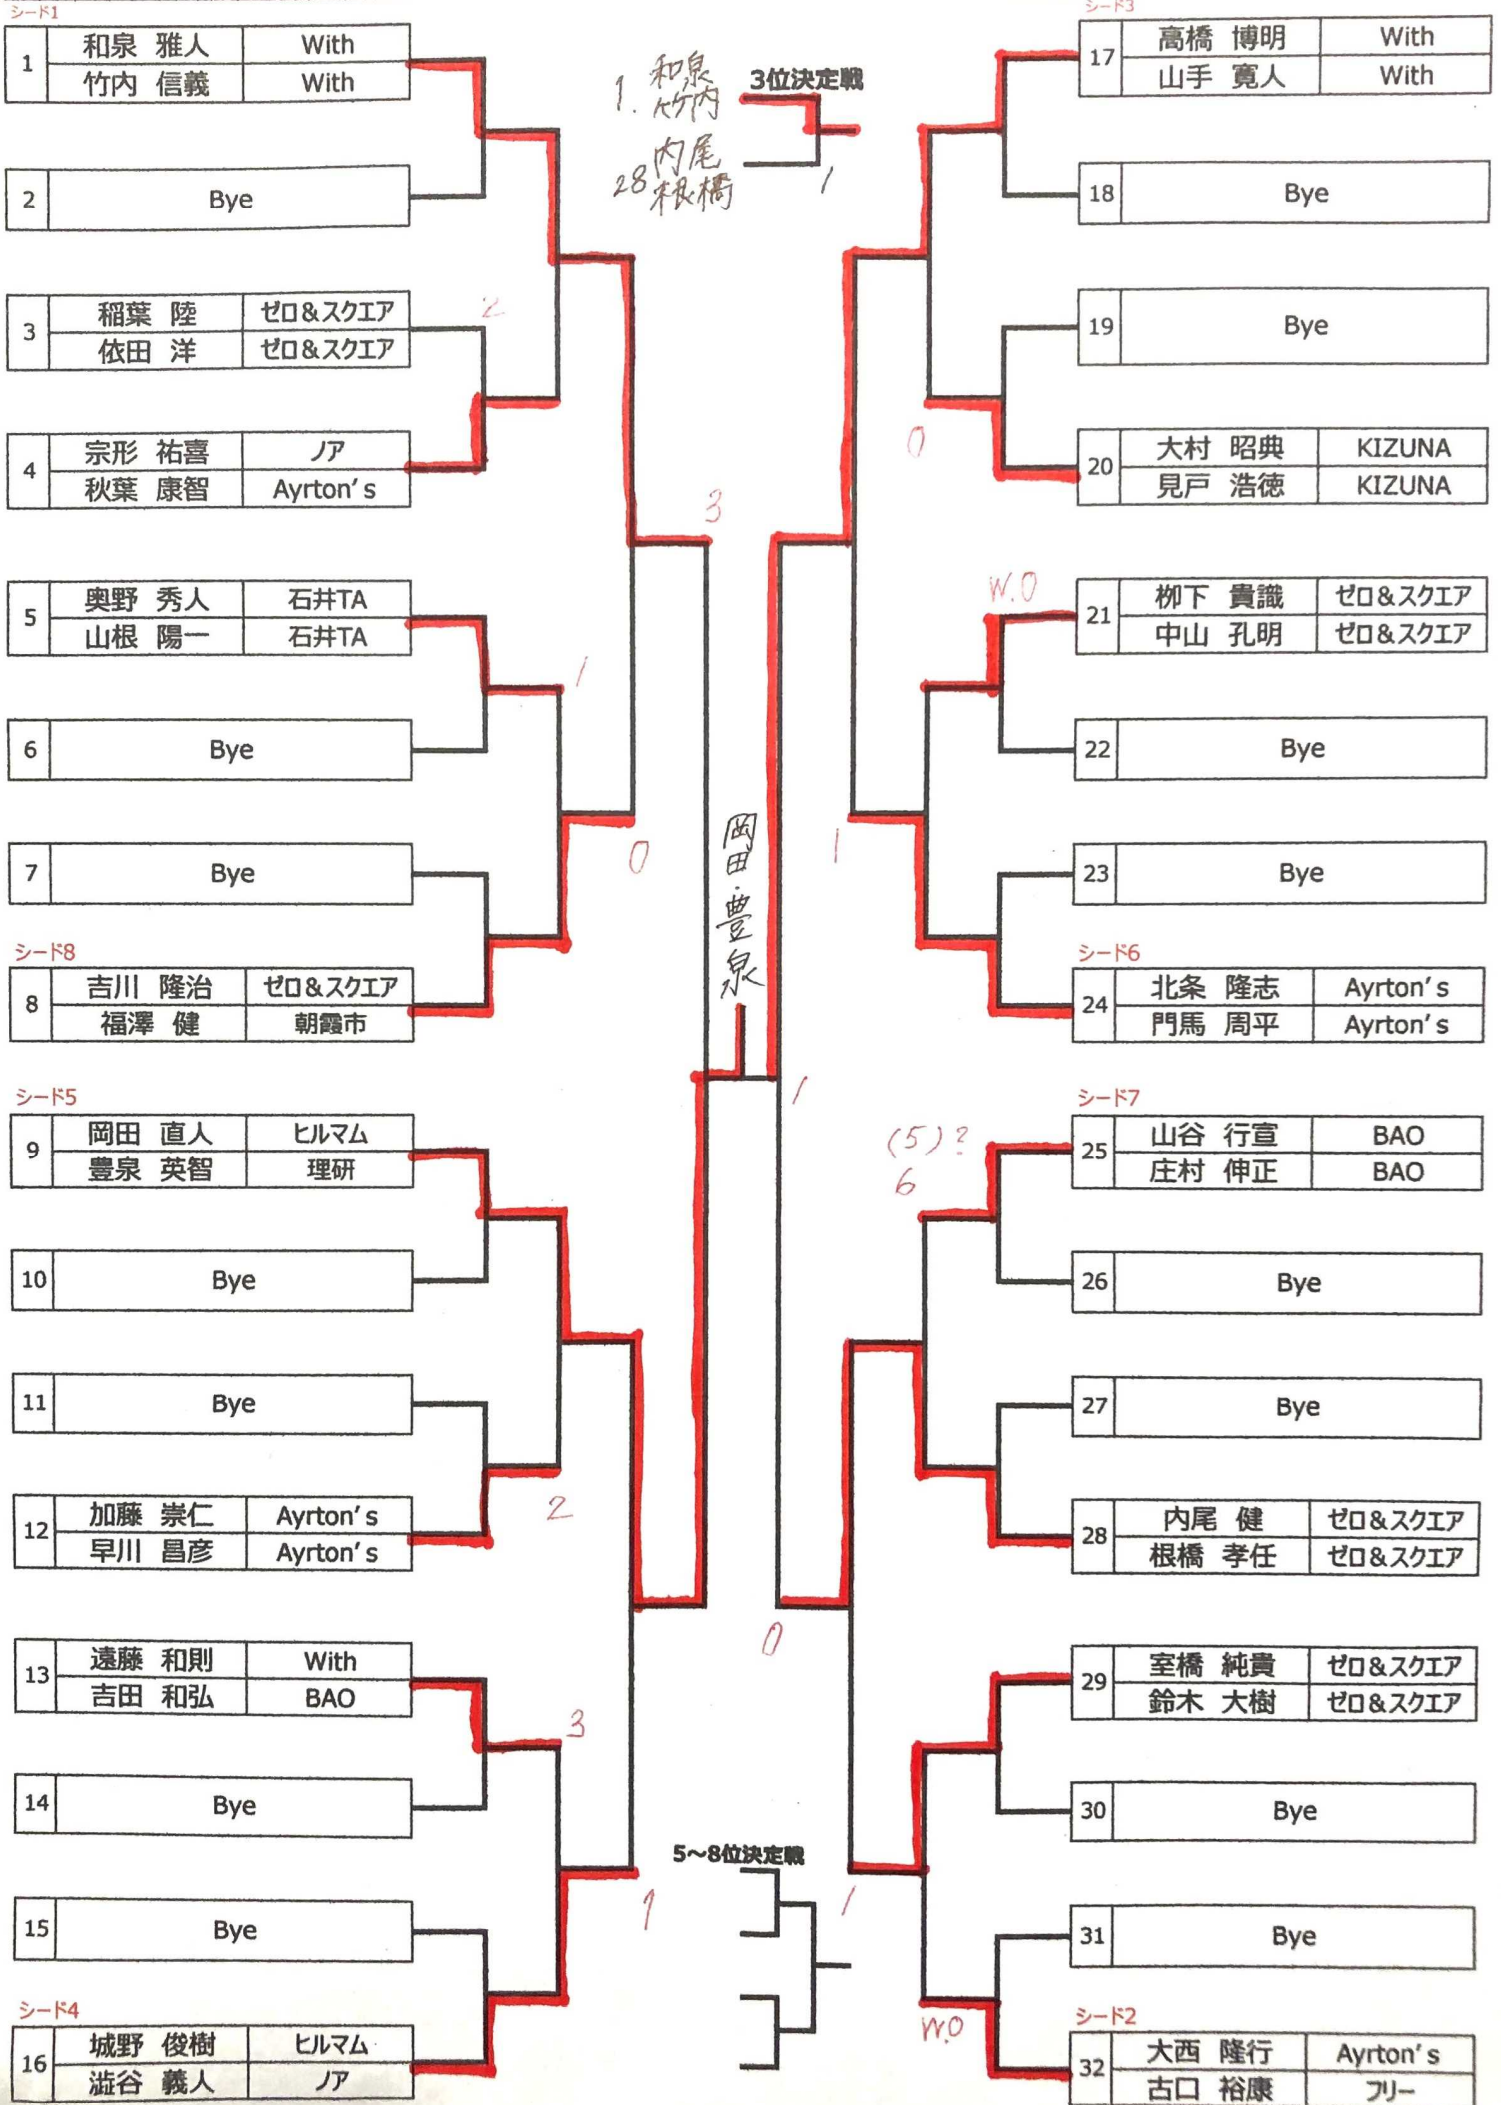 シード1
1 和泉 雅人 With
竹内 信義 With
2 Bye
3 稲葉 陸 ゼロ&スクエア
依田 洋 ゼロ&スクエア
2
4 宗形 祐喜 ノア
秋葉 康智 Ayrton's
3
5 奥野 秀人 石井TA
山根 陽一 石井TA
1
6 Bye
0
7 Bye
シード8
8 吉川 隆治 ゼロ&スクエア
福澤 健 朝霞市
シード5
9 岡田 直人 ヒルマム
豊泉 英智 理研
10 Bye
11 Bye
2
12 加藤 崇仁 Ayrton's
早川 昌彦 Ayrton's
13 遠藤 和則 With
吉田 和弘 BAO
3
14 Bye
1
15 Bye
シード4
16 城野 俊樹 ヒルマム
澁谷 義人 ノア
3位決定戦
1. 和泉
竹内
28 内尾
根橋
1
岡田・豊泉
1
0
5~8位決定戦
シード3
17 高橋 博明 With
山手 寛人 With
18 Bye
19 Bye
0
20 大村 昭典 KIZUNA
見戸 浩徳 KIZUNA
W.O
21 栁下 貴識 ゼロ&スクエア
中山 孔明 ゼロ&スクエア
22 Bye
1
23 Bye
シード6
24 北条 隆志 Ayrton's
門馬 周平 Ayrton's
シード7
(5)?
6
25 山谷 行宣 BAO
庄村 伸正 BAO
26 Bye
27 Bye
28 内尾 健 ゼロ&スクエア
根橋 孝任 ゼロ&スクエア
29 室橋 純貴 ゼロ&スクエア
鈴木 大樹 ゼロ&スクエア
30 Bye
1
31 Bye
W.O
シード2
32 大西 隆行 Ayrton's
古口 裕康 フリー